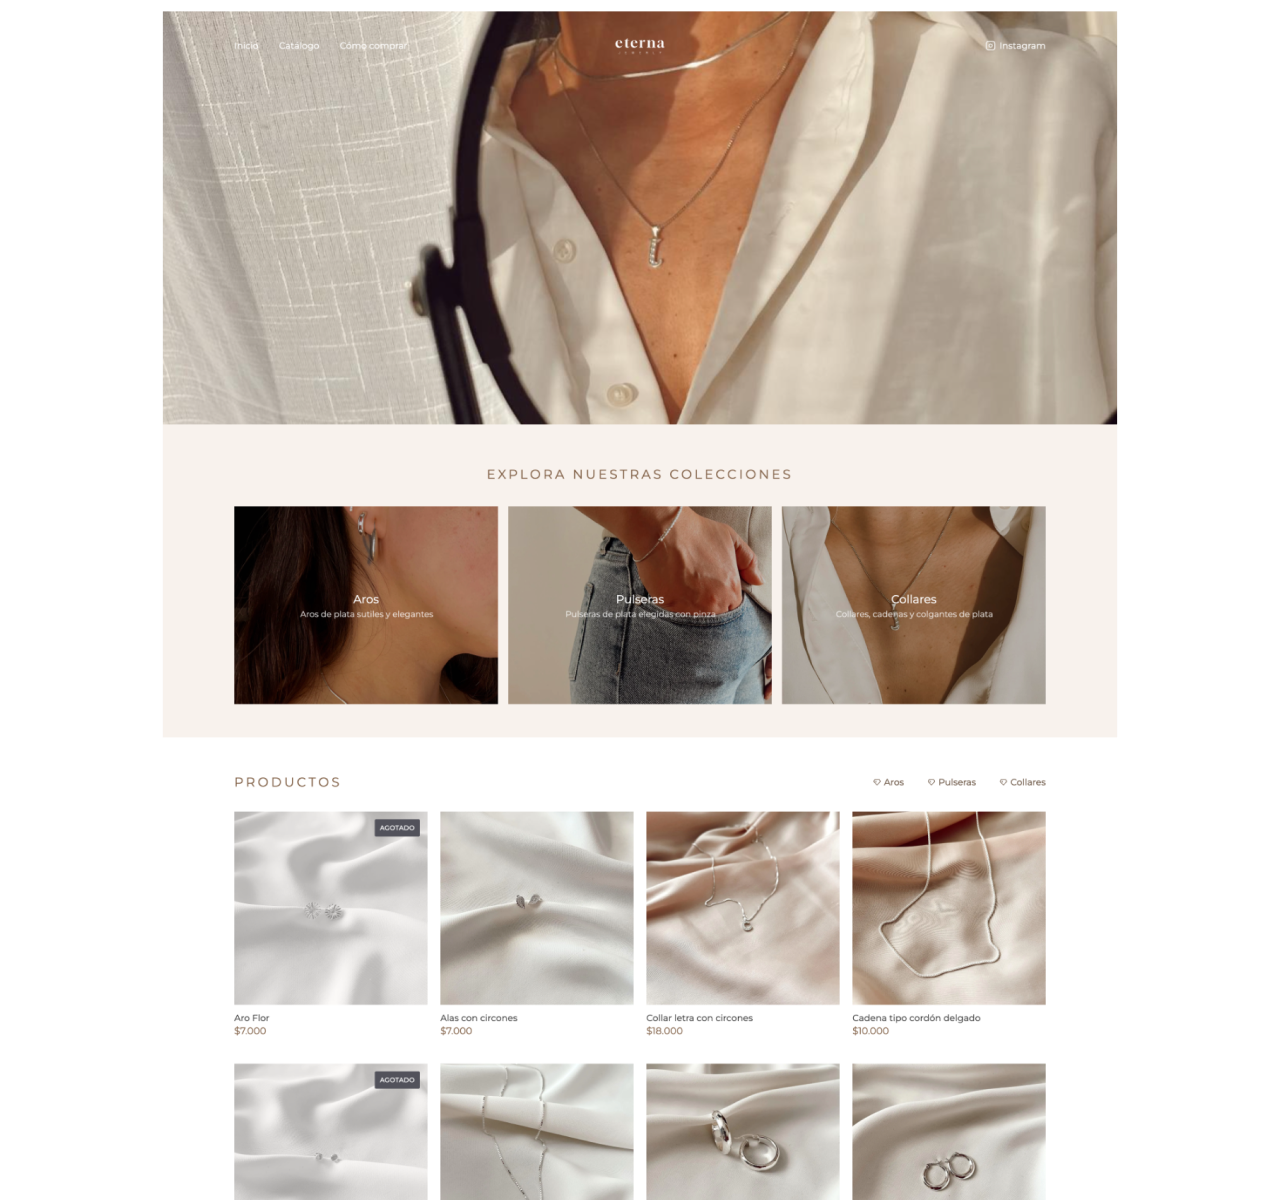 Inicio
Catálogo
Cómo comprar
eterna
JEWERLY
Instagram
EXPLORA NUESTRAS COLECCIONES
Aros
Aros de plata sutiles y elegantes
Pulseras
Pulseras de plata elegidas con pinza
Collares
Collares, cadenas y colgantes de plata
PRODUCTOS
Aros
Pulseras
Collares
AGOTADO
Aro Flor
$7.000
Alas con circones
$7.000
Collar letra con circones
$18.000
Cadena tipo cordón delgado
$10.000
AGOTADO